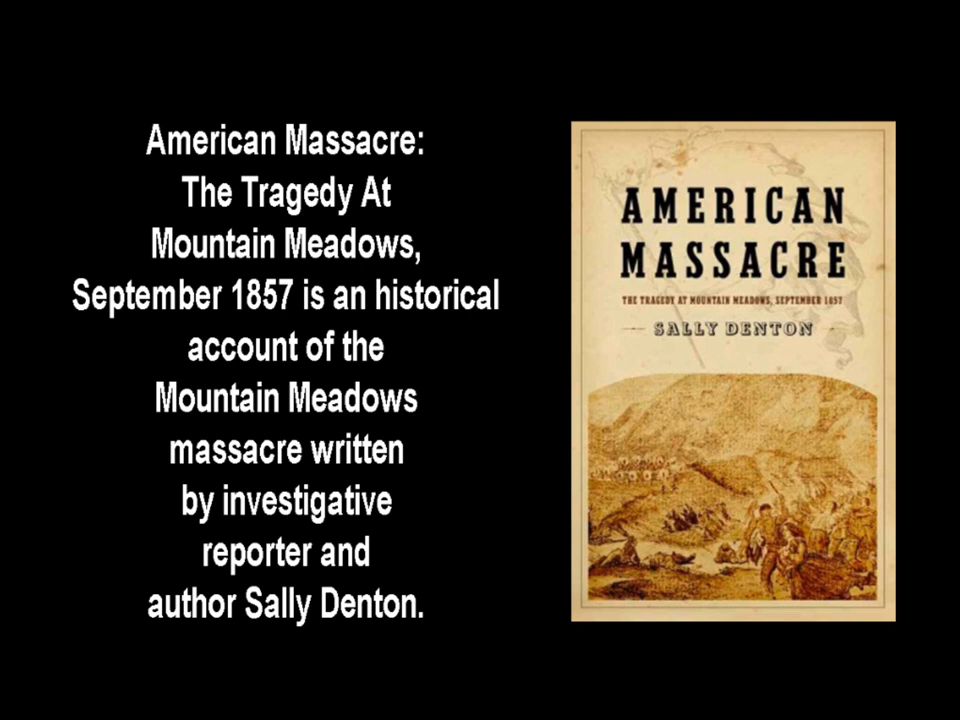 American Massacre:
The Tragedy At
Mountain Meadows,
September 1857 is an historical
account of the
Mountain Meadows
massacre written
by investigative
reporter and
author Sally Denton.
AMERICAN
MASSACRE
THE TRAGEDY AT MOUNTAIN MEADOWS, SEPTEMBER 1857
SALLY DENTON